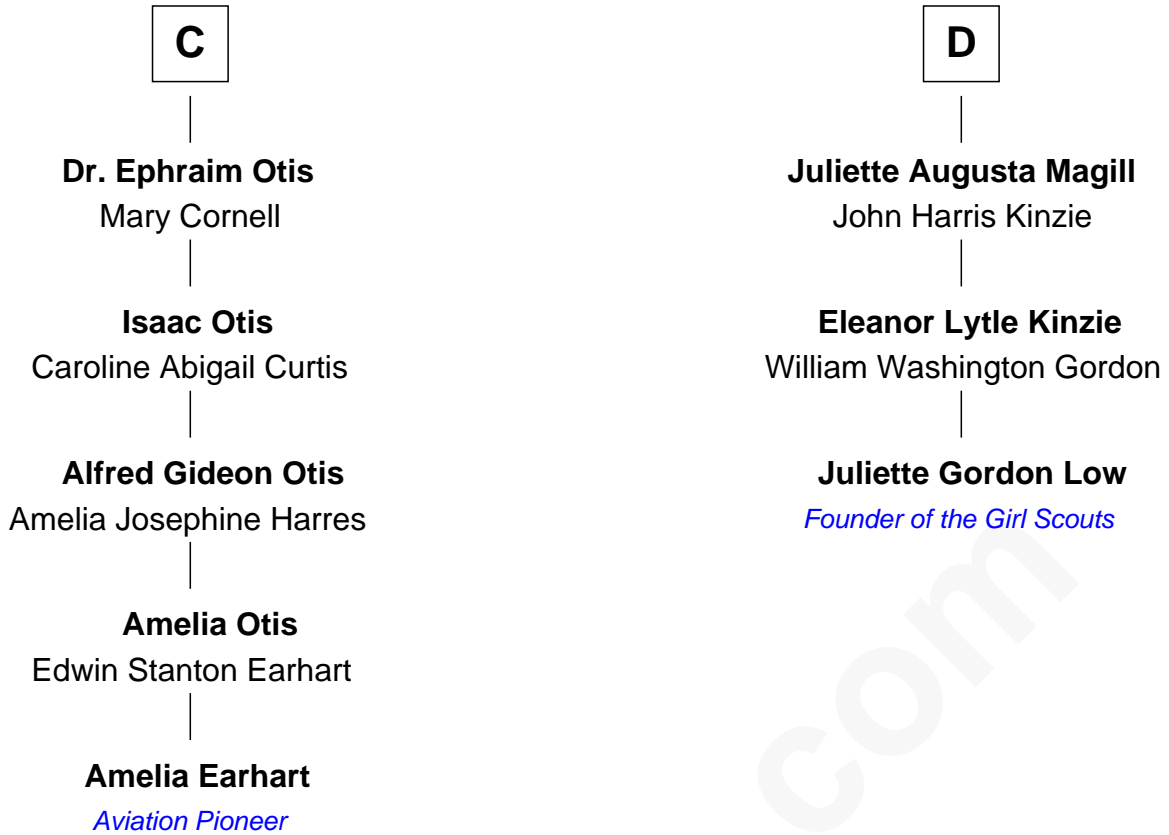 C
Dr. Ephraim Otis
Mary Cornell
Isaac Otis
Caroline Abigail Curtis
Alfred Gideon Otis
Amelia Josephine Harres
Amelia Otis
Edwin Stanton Earhart
Amelia Earhart
Aviation Pioneer
D
Juliette Augusta Magill
John Harris Kinzie
Eleanor Lytle Kinzie
William Washington Gordon
Juliette Gordon Low
Founder of the Girl Scouts
com